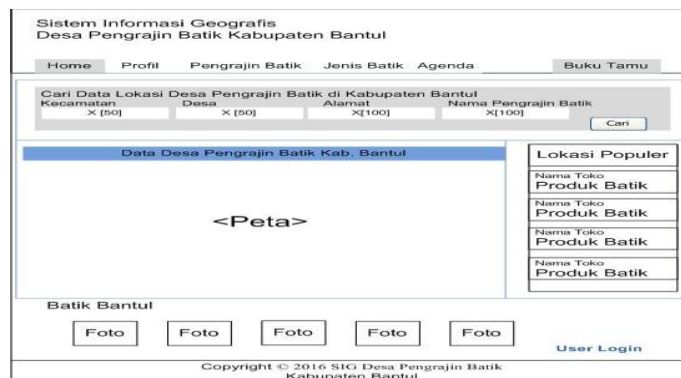 Sistem Informasi Geografis
Desa Pengrajin Batik Kabupaten Bantul
Home Profil Pengrajin Batik Jenis Batik Agenda Buku Tamu
Cari Data Lokasi Desa Pengrajin Batik di Kabupaten Bantul
Kecamatan Desa Alamat Nama Pengrajin Batik
X [50] X [50] X[100] X[100]
Cari
Data Desa Pengrajin Batik Kab. Bantul
<Peta>
Lokasi Populer
Nama Toko
Produk Batik
Nama Toko
Produk Batik
Nama Toko
Produk Batik
Nama Toko
Produk Batik
Batik Bantul
Foto Foto Foto Foto Foto
User Login
Copyright © 2016 SIG Desa Pengrajin Batik
Kabupaten Bantul